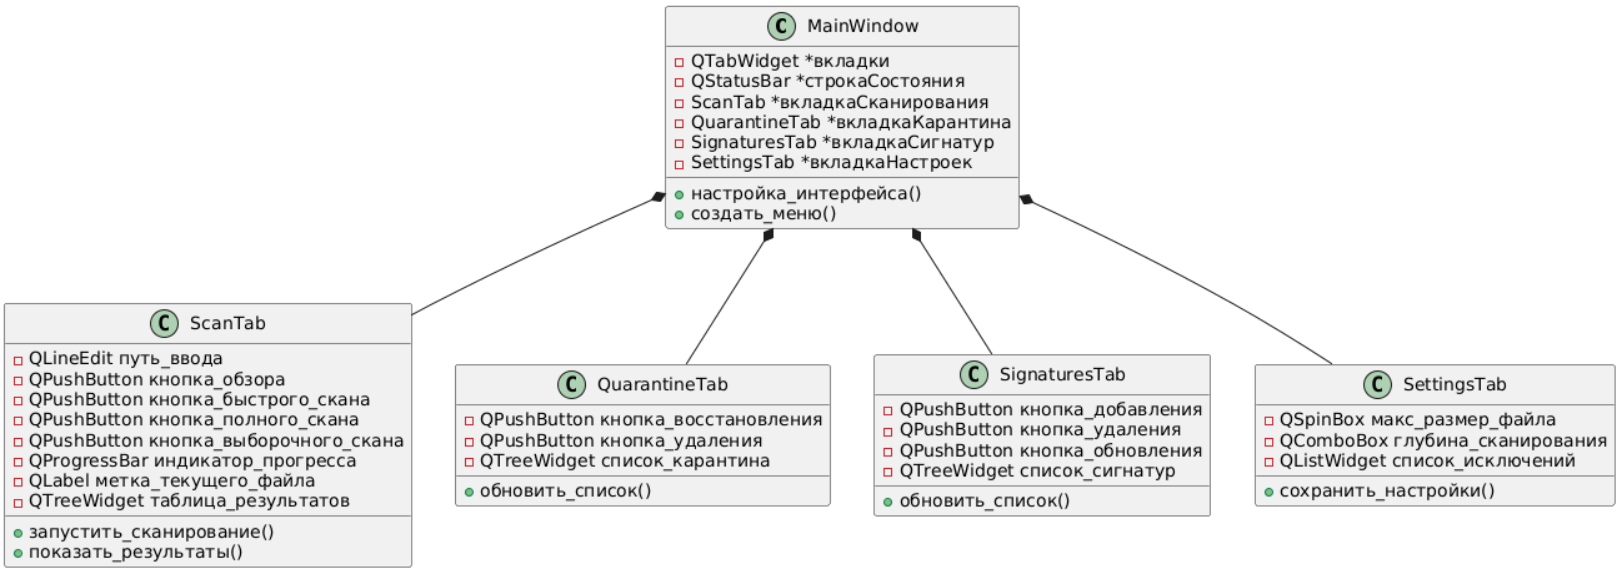 C MainWindow
QTabWidget *вкладки
QStatusBar *строкаСостояния
ScanTab *вкладкаСканирования
QuarantineTab *вкладкаКарантина
SignaturesTab *вкладкаСигнатур
SettingsTab *вкладкаНастроек
настройка_интерфейса()
создать_меню()
C ScanTab
QLineEdit путь_ввода
QPushButton кнопка_обзора
QPushButton кнопка_быстрого_скана
QPushButton кнопка_полного_скана
QPushButton кнопка_выборочного_скана
QProgressBar индикатор_прогресса
QLabel метка_текущего_файла
QTreeWidget таблица_результатов
запустить_сканирование()
показать_результаты()
C QuarantineTab
QPushButton кнопка_восстановления
QPushButton кнопка_удаления
QTreeWidget список_карантина
обновить_список()
C SignaturesTab
QPushButton кнопка_добавления
QPushButton кнопка_удаления
QPushButton кнопка_обновления
QTreeWidget список_сигнатур
обновить_список()
C SettingsTab
QSpinBox макс_размер_файла
QComboBox глубина_сканирования
QListWidget список_исключений
сохранить_настройки()